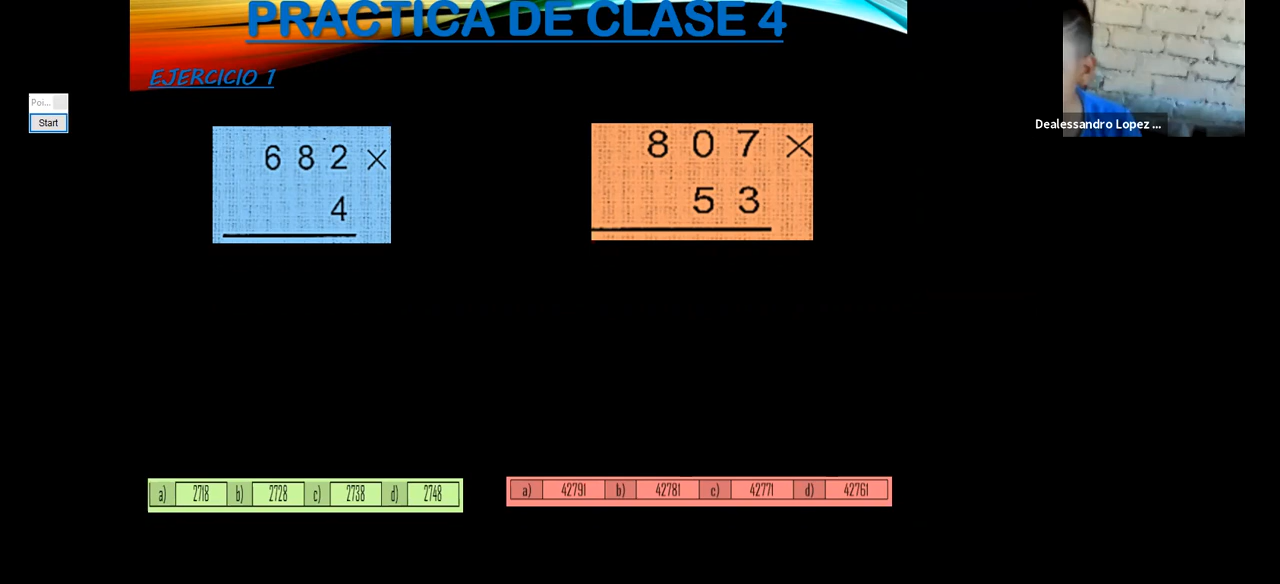 PRACTICA DE CLASE 4
EJERCICIO 1
Poi...
Start
Dealessandro Lopez ...
682 ×
4
807 ×
53
a) 2718 b) 2728 c) 2738 d) 2748
a) 42791 b) 42781 c) 42771 d) 42761